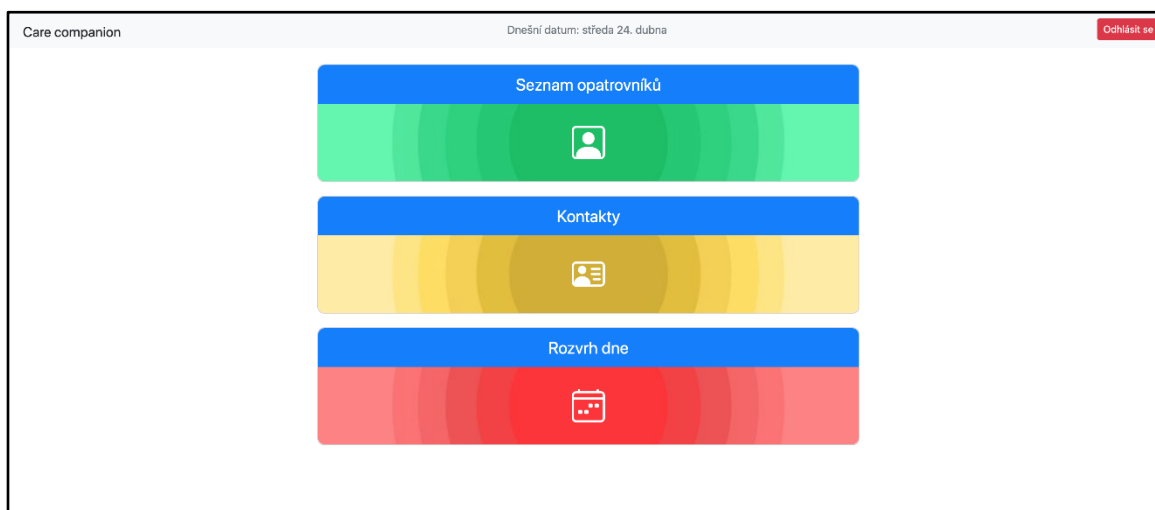 Care companion
Dnešní datum: středa 24. dubna
Odhlásit se
Seznam opatrovníků
Kontakty
Rozvrh dne